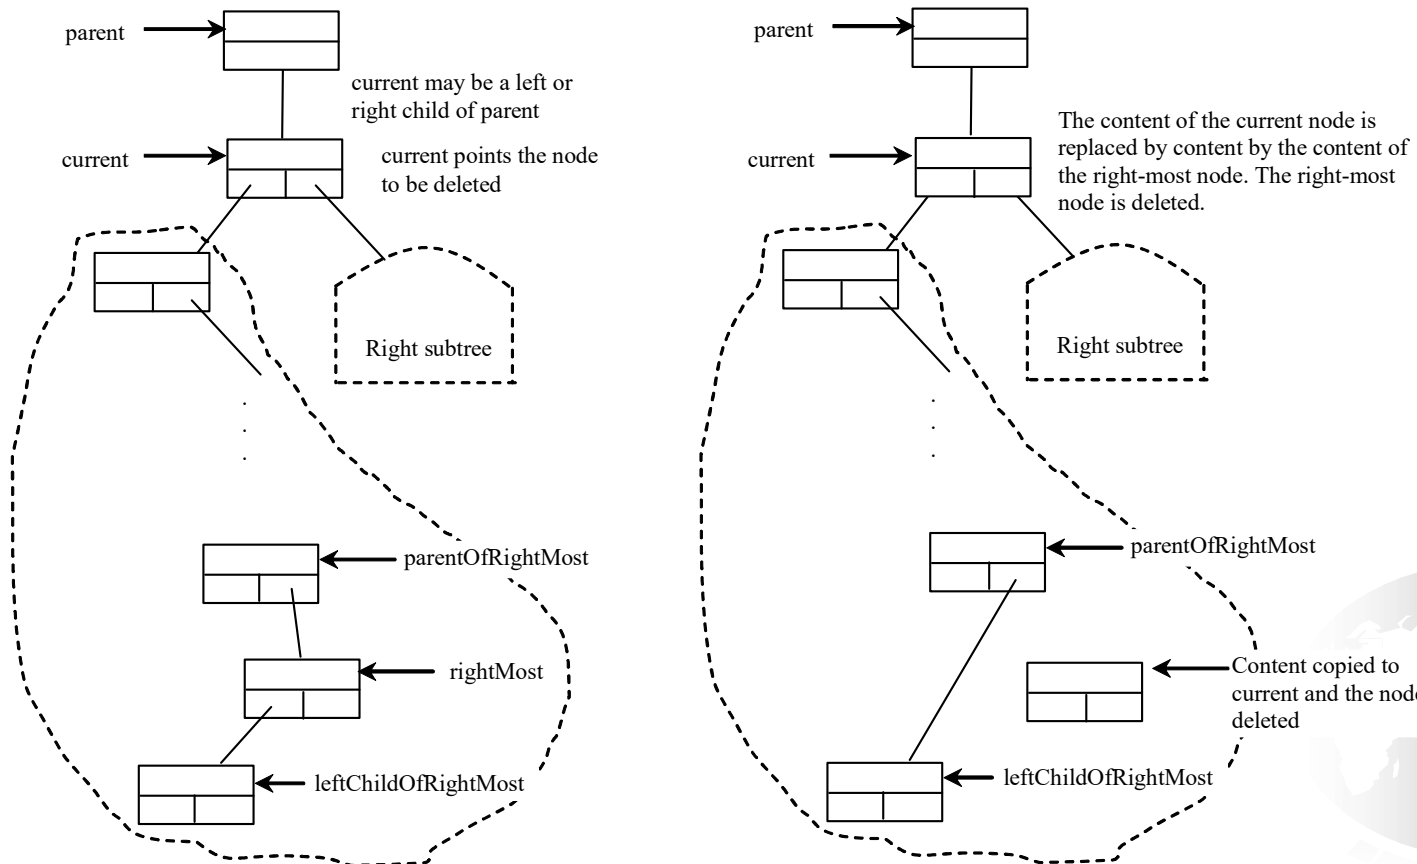 parent
current may be a left or
right child of parent
current
current points the node
to be deleted
Right subtree
.
.
.
parentOfRightMost
rightMost
leftChildOfRightMost
parent
The content of the current node is
replaced by content by the content of
the right-most node. The right-most
node is deleted.
current
Right subtree
.
.
.
parentOfRightMost
Content copied to
current and the node
deleted
leftChildOfRightMost